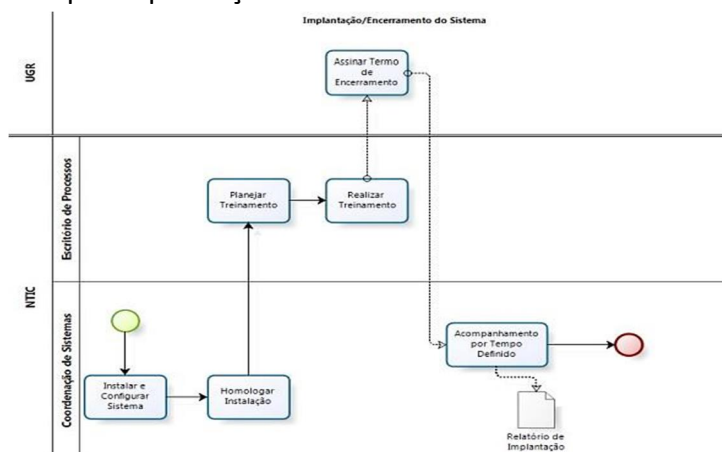 Implantação/Encerramento do Sistema
UGR
Assinar Termo
de
Encerramento
NTIC
Escritório de Processos
Planejar
Treinamento
Realizar
Treinamento
Coordenação de Sistemas
Instalar e
Configurar
Sistema
Homologar
Instalação
Acompanhamento
por Tempo
Definido
Relatório de
Implantação